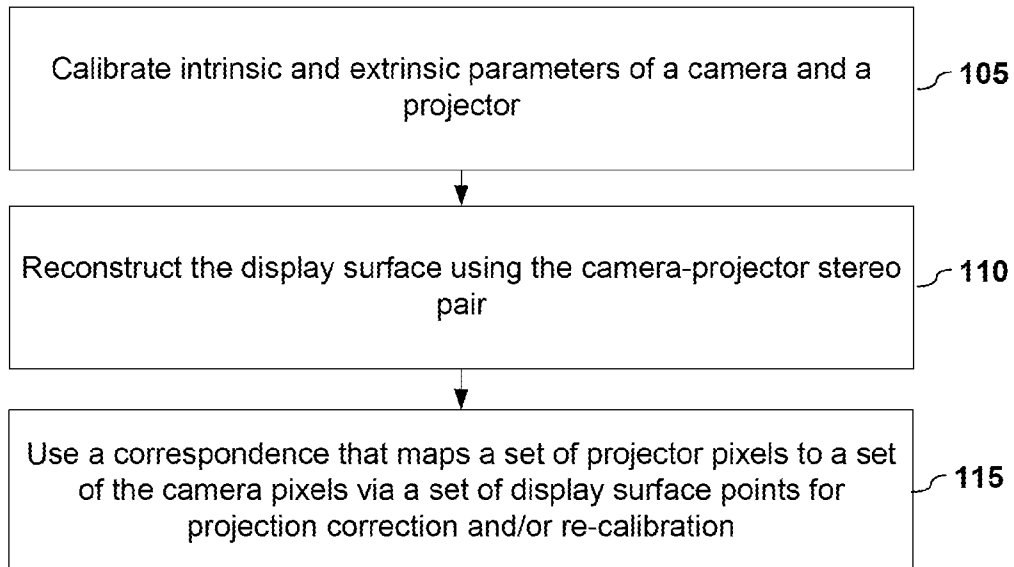 Calibrate intrinsic and extrinsic parameters of a camera and a
projector
105
Reconstruct the display surface using the camera-projector stereo
pair
110
Use a correspondence that maps a set of projector pixels to a set
of the camera pixels via a set of display surface points for
projection correction and/or re-calibration
115